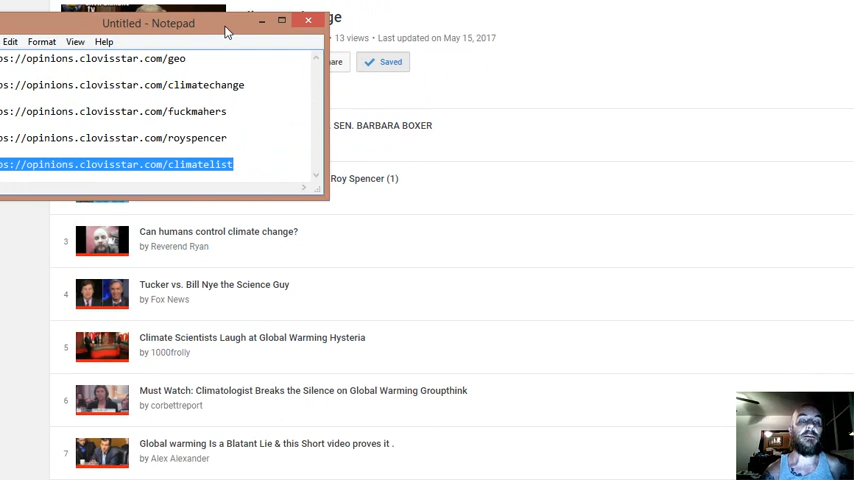 Untitled - Notepad
ge
Edit Format View Help
13 views • Last updated on May 15, 2017
are
Saved
ps://opinions.clovisstar.com/geo
ps://opinions.clovisstar.com/climatechange
ps://opinions.clovisstar.com/fuckmahers
ps://opinions.clovisstar.com/royspencer
ps://opinions.clovisstar.com/climatelist
. SEN. BARBARA BOXER
Roy Spencer (1)
3
Can humans control climate change?
by Reverend Ryan
4
Tucker vs. Bill Nye the Science Guy
by Fox News
5
Climate Scientists Laugh at Global Warming Hysteria
by 1000frolly
6
Must Watch: Climatologist Breaks the Silence on Global Warming Groupthink
by corbettreport
7
Global warming Is a Blatant Lie & this Short video proves it .
by Alex Alexander